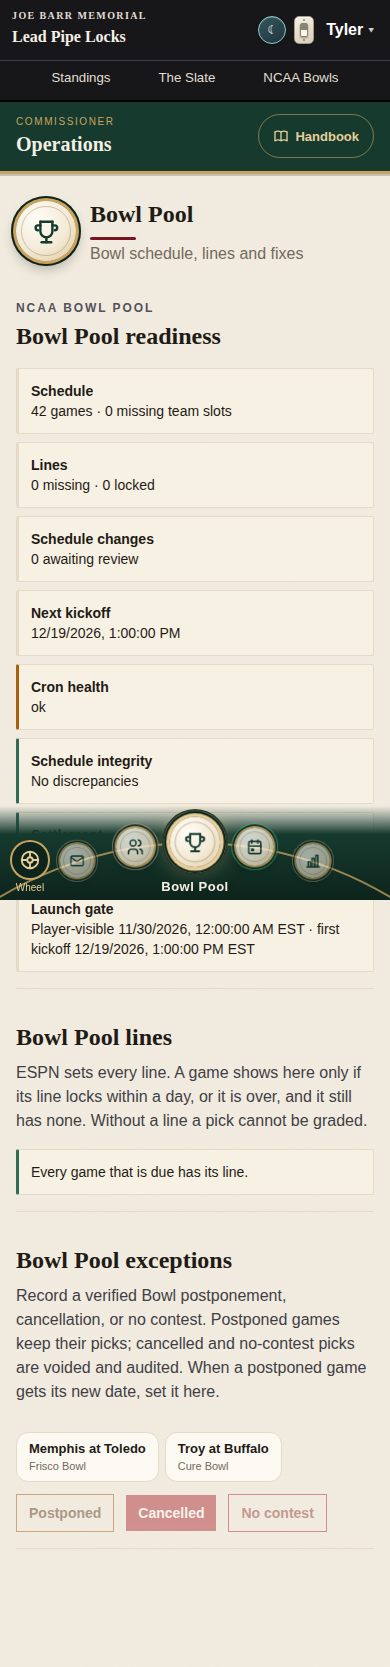 JOE BARR MEMORIAL
Lead Pipe Locks
Tyler
Standings
The Slate
NCAA Bowls
COMMISSIONER
Operations
Handbook
Bowl Pool
Bowl schedule, lines and fixes
NCAA BOWL POOL
Bowl Pool readiness
Schedule
42 games · 0 missing team slots
Lines
0 missing · 0 locked
Schedule changes
0 awaiting review
Next kickoff
12/19/2026, 1:00:00 PM
Cron health
ok
Schedule integrity
No discrepancies
Wheel
Bowl Pool
Launch gate
Player-visible 11/30/2026, 12:00:00 AM EST · first
kickoff 12/19/2026, 1:00:00 PM EST
Bowl Pool lines
ESPN sets every line. A game shows here only if
its line locks within a day, or it is over, and it still
has none. Without a line a pick cannot be graded.
Every game that is due has its line.
Bowl Pool exceptions
Record a verified Bowl postponement,
cancellation, or no contest. Postponed games
keep their picks; cancelled and no-contest picks
are voided and audited. When a postponed game
gets its new date, set it here.
Memphis at Toledo
Frisco Bowl
Troy at Buffalo
Cure Bowl
Postponed
Cancelled
No contest